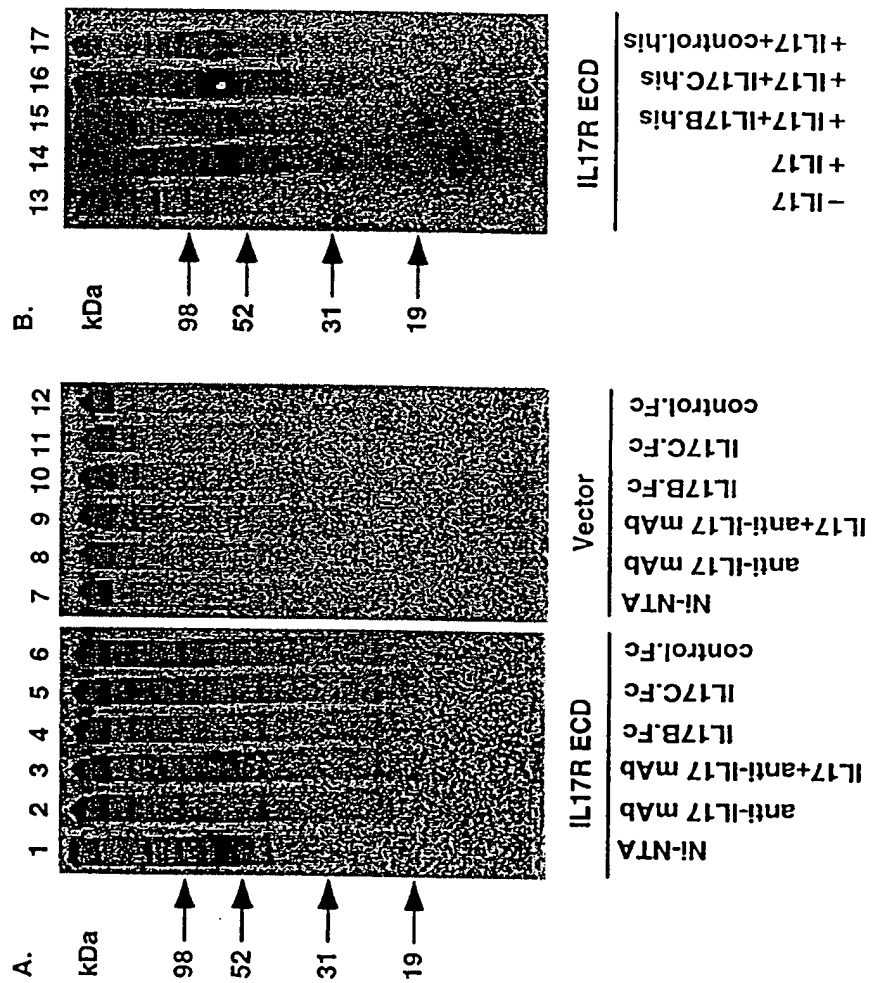 A.
kDa
98
52
31
19
1 2 3 4 5 6
IL17R ECD
Ni-NTA
anti-IL17 mAb
IL17+anti-IL17 mAb
IL17B.Fc
IL17C.Fc
control.Fc
7 8 9 10 11 12
Vector
Ni-NTA
anti-IL17 mAb
IL17+anti-IL17 mAb
IL17B.Fc
IL17C.Fc
control.Fc
B.
kDa
98
52
31
19
13 14 15 16 17
IL17R ECD
– IL17
+ IL17
+ IL17+IL17B.his
+ IL17+IL17C.his
+ IL17+control.his